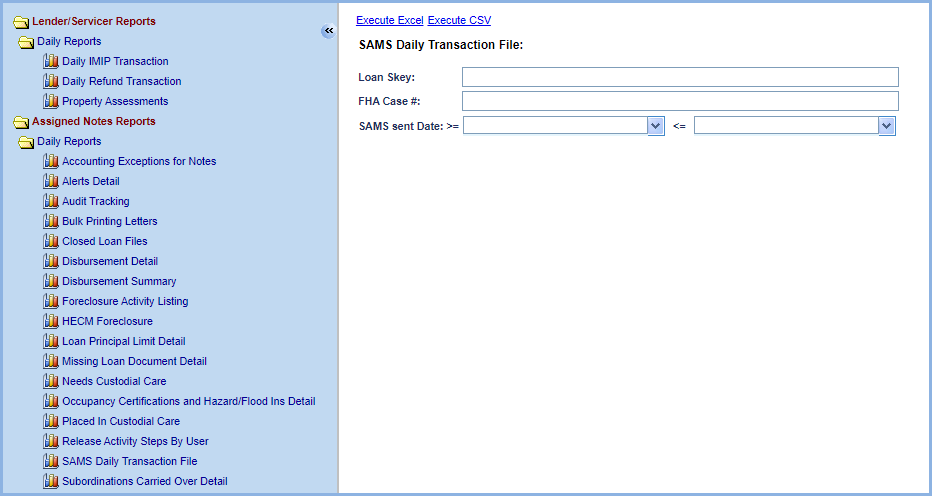 Lender/Servicer Reports
Daily Reports
Daily IMIP Transaction
Daily Refund Transaction
Property Assessments
Assigned Notes Reports
Daily Reports
Accounting Exceptions for Notes
Alerts Detail
Audit Tracking
Bulk Printing Letters
Closed Loan Files
Disbursement Detail
Disbursement Summary
Foreclosure Activity Listing
HECM Foreclosure
Loan Principal Limit Detail
Missing Loan Document Detail
Needs Custodial Care
Occupancy Certifications and Hazard/Flood Ins Detail
Placed In Custodial Care
Release Activity Steps By User
SAMS Daily Transaction File
Subordinations Carried Over Detail
«
Execute Excel Execute CSV
SAMS Daily Transaction File:
Loan Skey:
FHA Case #:
SAMS sent Date: >= <=